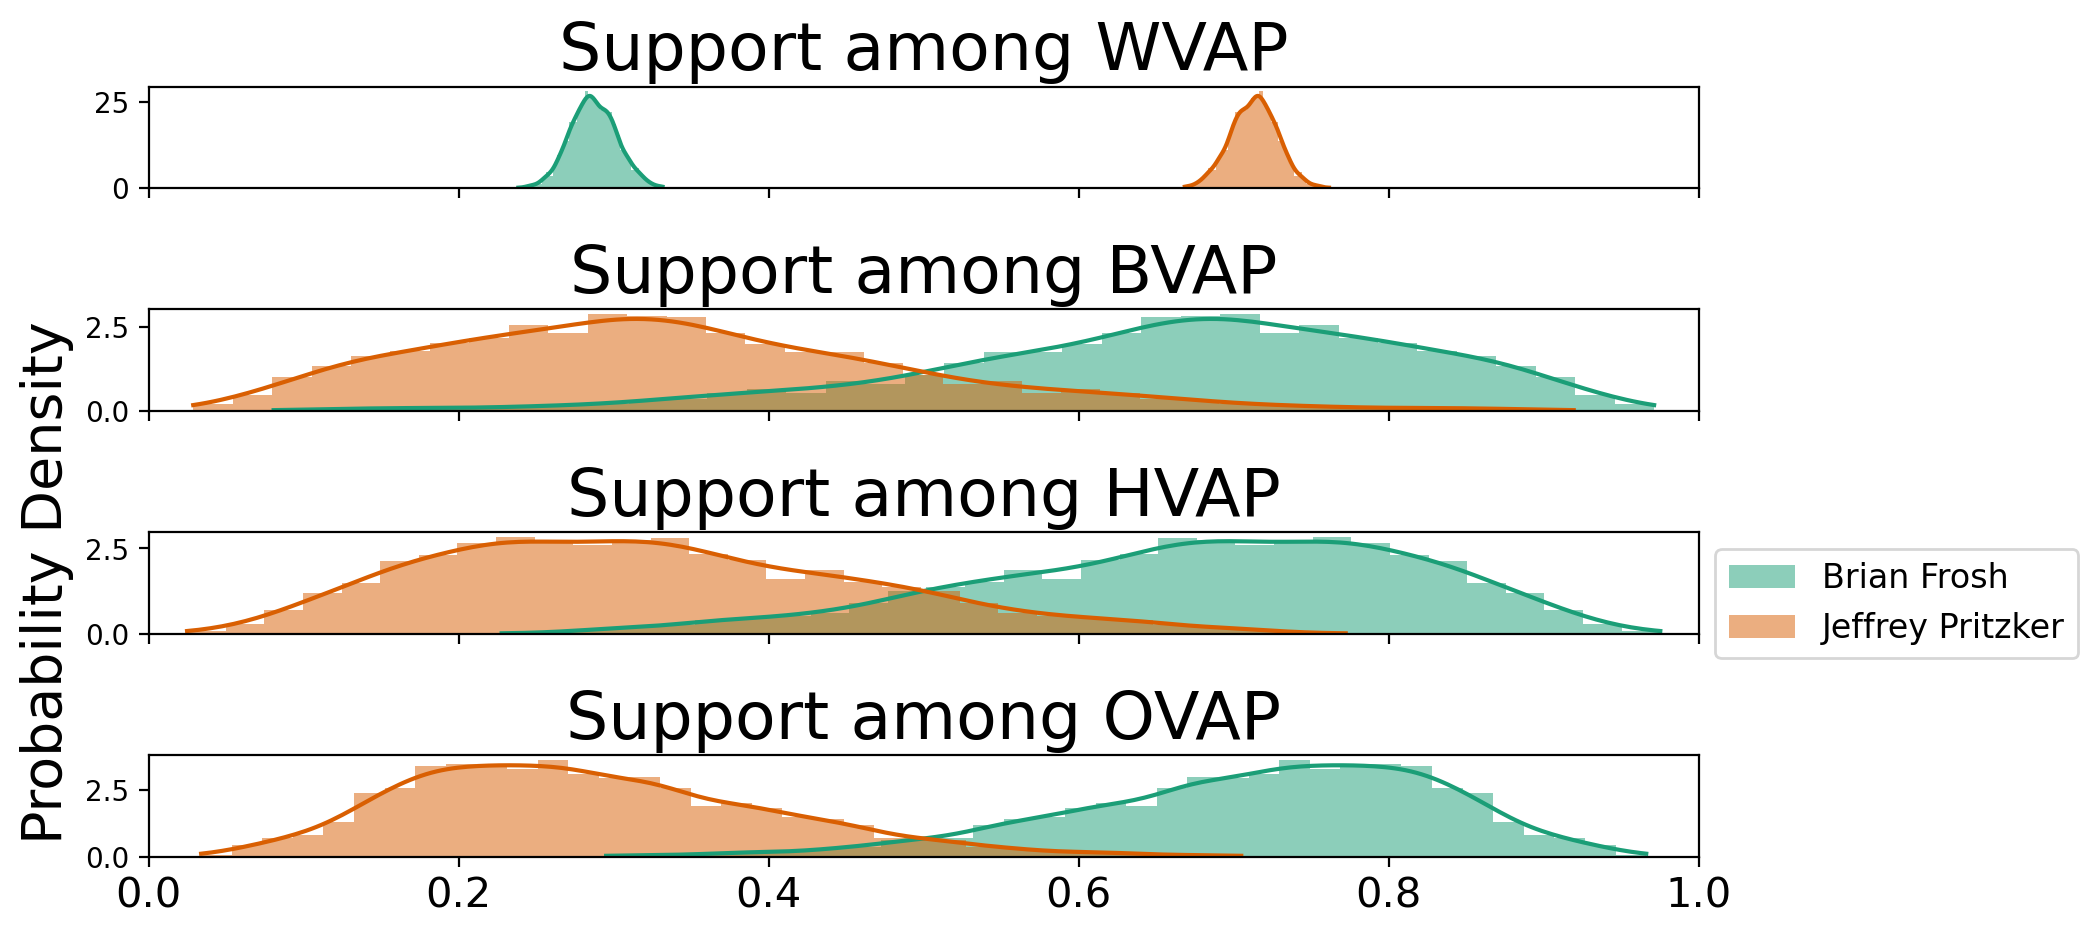 Support among WVAP
25
0
Support among BVAP
2.5
0.0
Support among HVAP
2.5
0.0
Support among OVAP
2.5
0.0
0.0 0.2 0.4 0.6 0.8 1.0
Probability Density
Brian Frosh
Jeffrey Pritzker